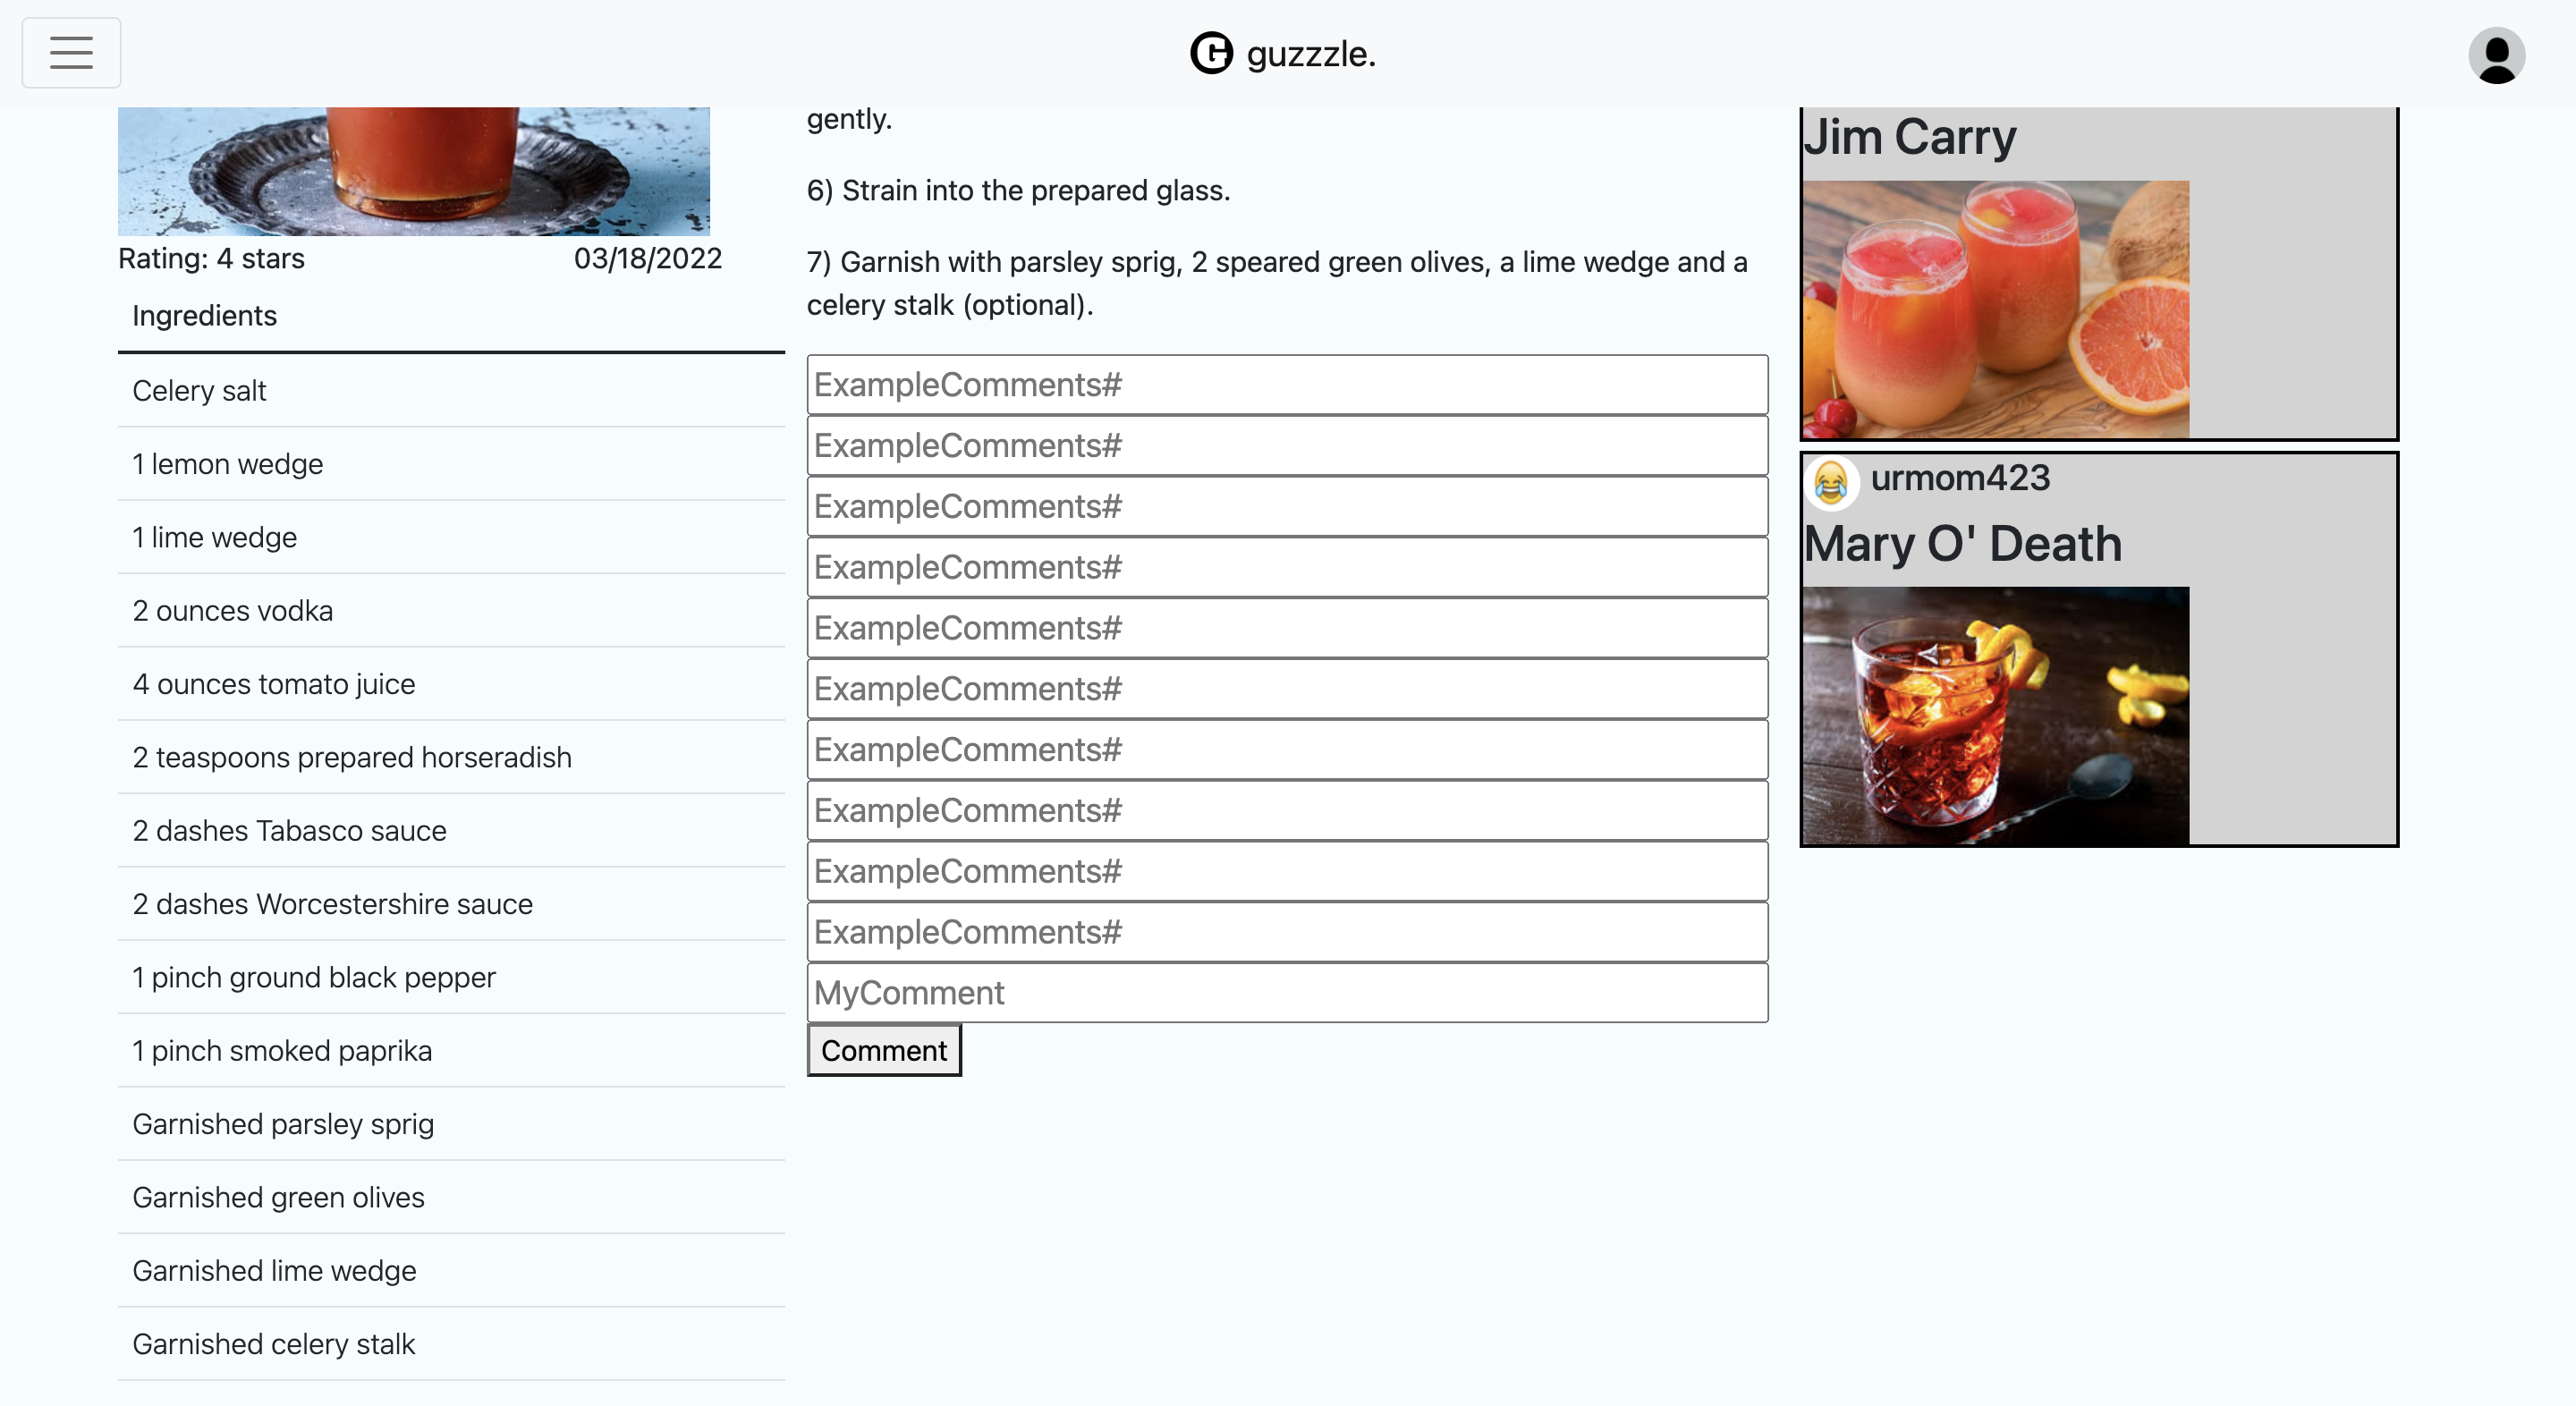 guzzzle.
Rating: 4 stars
03/18/2022
Ingredients
Celery salt
1 lemon wedge
1 lime wedge
2 ounces vodka
4 ounces tomato juice
2 teaspoons prepared horseradish
2 dashes Tabasco sauce
2 dashes Worcestershire sauce
1 pinch ground black pepper
1 pinch smoked paprika
Garnished parsley sprig
Garnished green olives
Garnished lime wedge
Garnished celery stalk
gently.
6) Strain into the prepared glass.
7) Garnish with parsley sprig, 2 speared green olives, a lime wedge and a
celery stalk (optional).
ExampleComments#
ExampleComments#
ExampleComments#
ExampleComments#
ExampleComments#
ExampleComments#
ExampleComments#
ExampleComments#
ExampleComments#
ExampleComments#
MyComment
Comment
Jim Carry
urmom423
Mary O' Death